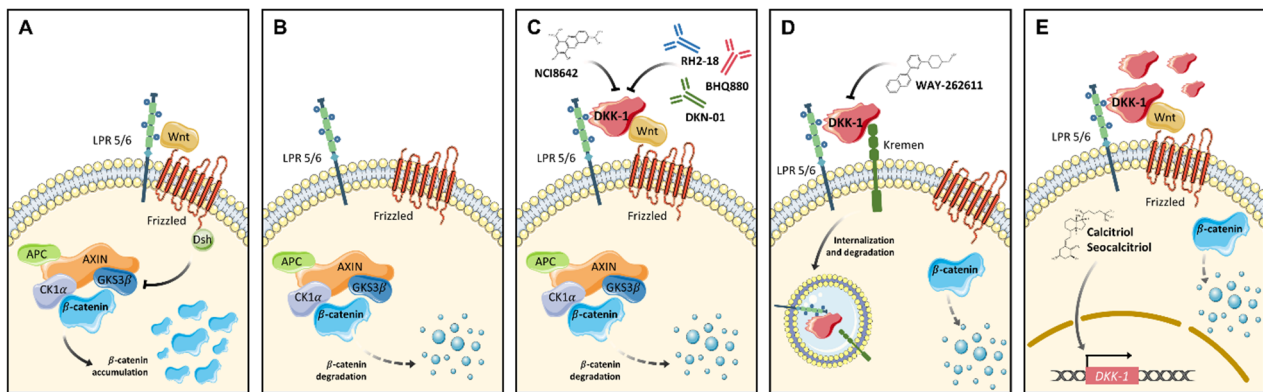 A
LPR 5/6
Wnt
Frizzled
Dsh
APC
AXIN
CK1α
GKS3β
β-catenin
β-catenin
accumulation
B
LPR 5/6
Frizzled
APC
AXIN
CK1α
GKS3β
β-catenin
β-catenin
degradation
C
NCI8642
RH2-18
BHQ880
DKN-01
DKK-1
Wnt
LPR 5/6
Frizzled
APC
AXIN
CK1α
GKS3β
β-catenin
β-catenin
degradation
D
WAY-262611
DKK-1
Kremen
LPR 5/6
Frizzled
Internalization
and degradation
β-catenin
E
DKK-1
Wnt
LPR 5/6
Frizzled
Calcitriol
Seocalcitriol
β-catenin
DKK-1